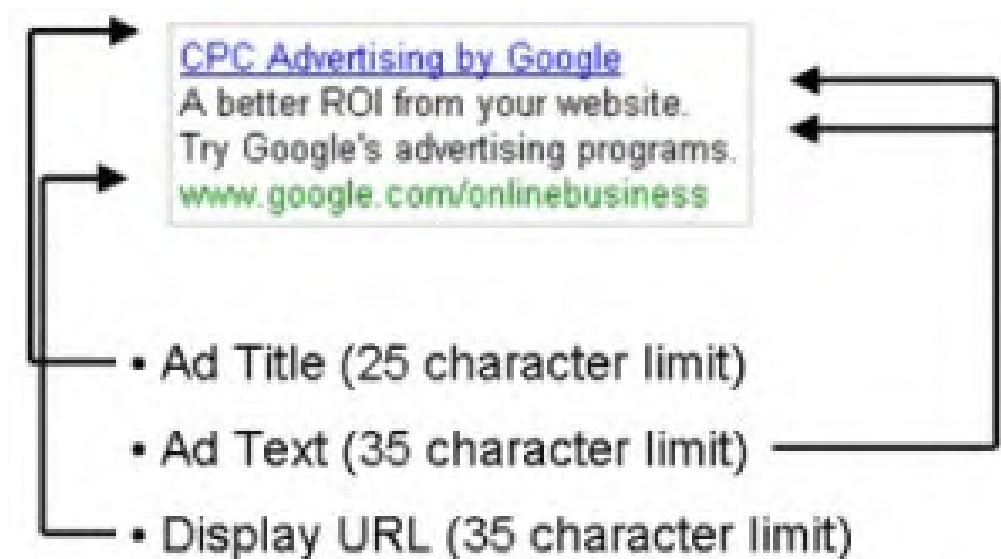 CPC Advertising by Google
A better ROI from your website.
Try Google's advertising programs.
www.google.com/onlinebusiness
• Ad Title (25 character limit)
• Ad Text (35 character limit)
• Display URL (35 character limit)